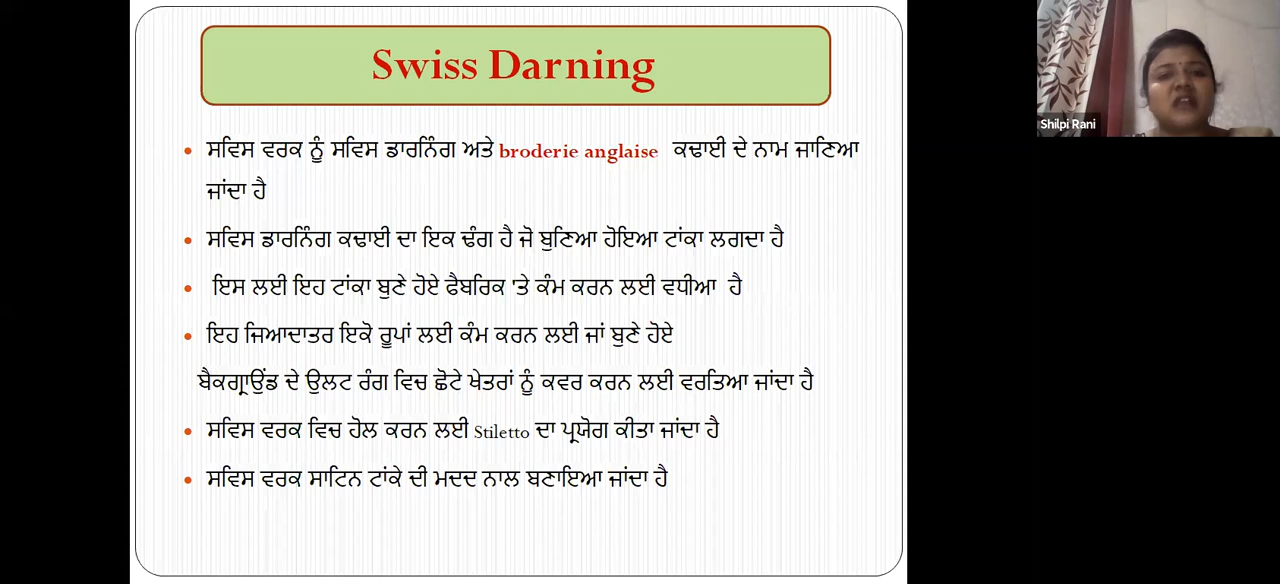 Swiss Darning
ਸਵਿਸ ਵਰਕ ਨੂੰ ਸਵਿਸ ਡਾਰਨਿੰਗ ਅਤੇ broderie anglaise ਕਢਾਈ ਦੇ ਨਾਮ ਜਾਣਿਆ
ਜਾਂਦਾ ਹੈ
ਸਵਿਸ ਡਾਰਨਿੰਗ ਕਢਾਈ ਦਾ ਇਕ ਢੰਗ ਹੈ ਜੋ ਬੁਣਿਆ ਹੋਇਆ ਟਾਂਕਾ ਲਗਦਾ ਹੈ
ਇਸ ਲਈ ਇਹ ਟਾਂਕਾ ਬੁਣੇ ਹੋਏ ਫੈਬਰਿਕ 'ਤੇ ਕੰਮ ਕਰਨ ਲਈ ਵਧੀਆ ਹੈ
ਇਹ ਜਿਆਦਾਤਰ ਇਕੋ ਰੂਪਾਂ ਲਈ ਕੰਮ ਕਰਨ ਲਈ ਜਾਂ ਬੁਣੇ ਹੋਏ
ਬੈਕਗ੍ਰਾਉਂਡ ਦੇ ਉਲਟ ਰੰਗ ਵਿਚ ਛੋਟੇ ਖੇਤਰਾਂ ਨੂੰ ਕਵਰ ਕਰਨ ਲਈ ਵਰਤਿਆ ਜਾਂਦਾ ਹੈ
ਸਵਿਸ ਵਰਕ ਵਿਚ ਹੋਲ ਕਰਨ ਲਈ Stiletto ਦਾ ਪ੍ਰਯੋਗ ਕੀਤਾ ਜਾਂਦਾ ਹੈ
ਸਵਿਸ ਵਰਕ ਸਾਟਿਨ ਟਾਂਕੇ ਦੀ ਮਦਦ ਨਾਲ ਬਣਾਇਆ ਜਾਂਦਾ ਹੈ
Shilpi Rani